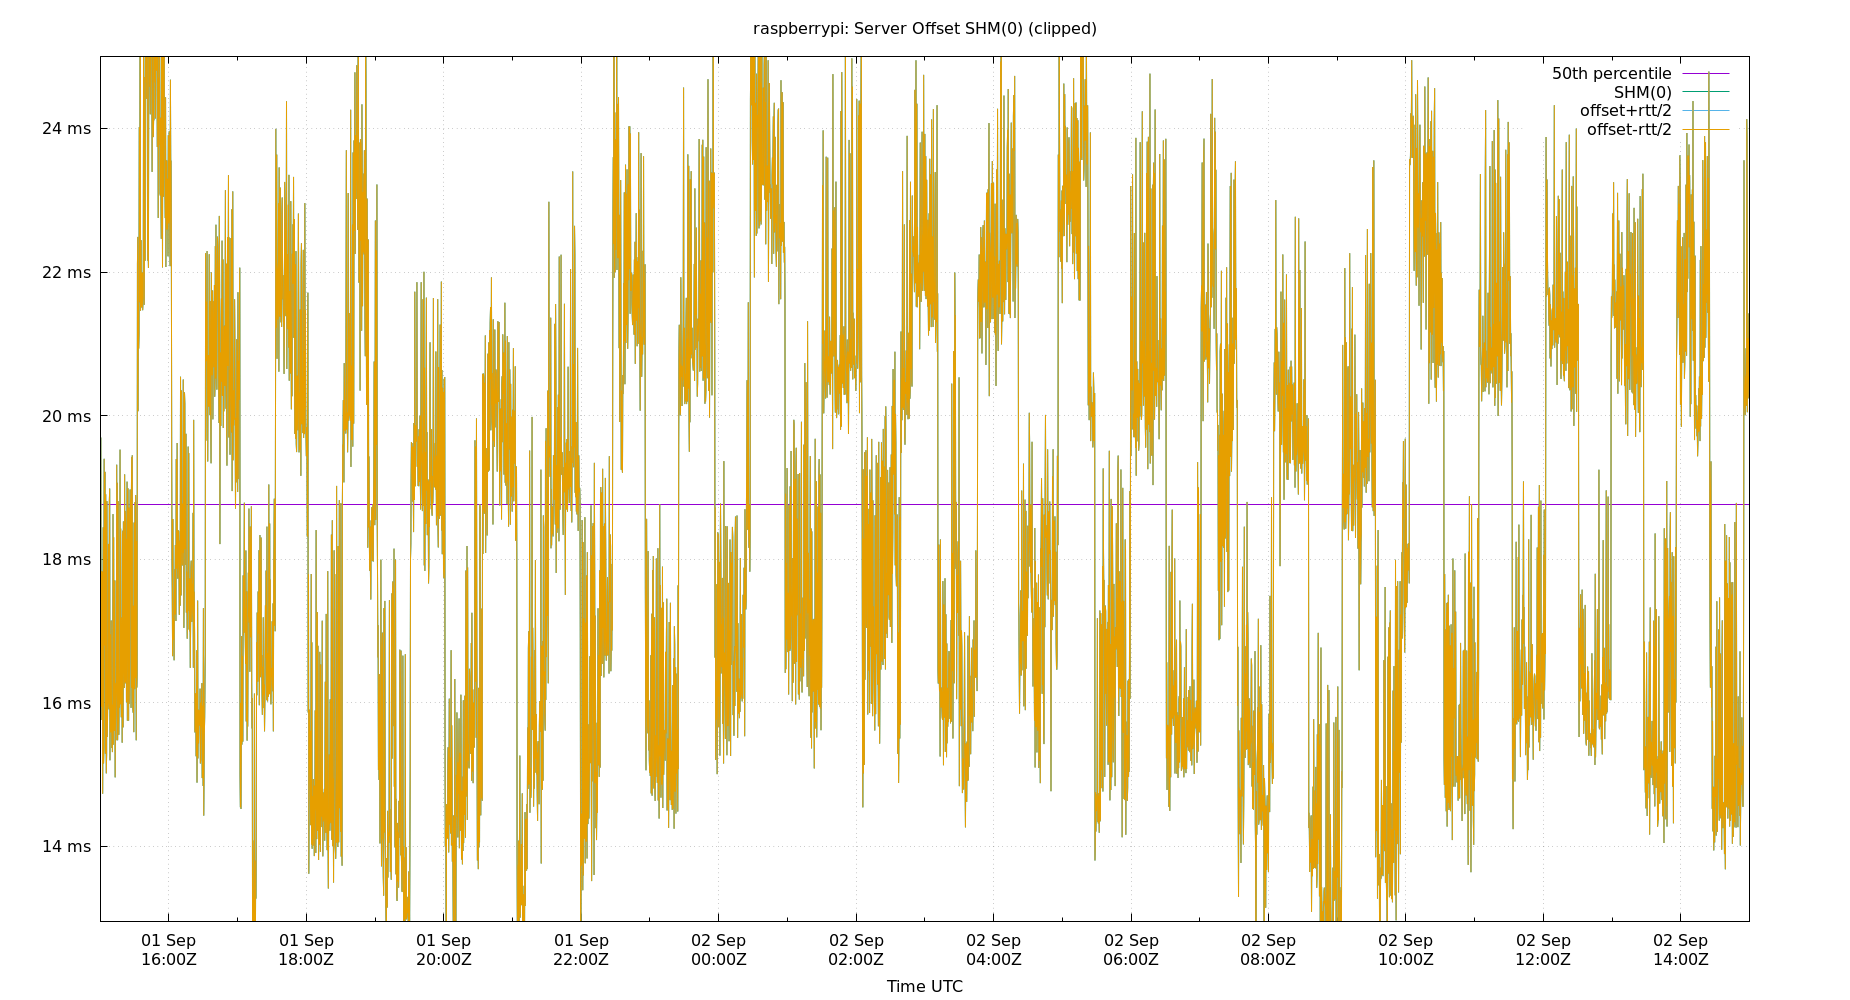 raspberrypi: Server Offset SHM(0) (clipped)
50th percentile
SHM(0)
offset+rtt/2
offset-rtt/2
24 ms
22 ms
20 ms
18 ms
16 ms
14 ms
01 Sep 01 Sep 01 Sep 01 Sep 02 Sep 02 Sep 02 Sep 02 Sep 02 Sep 02 Sep 02 Sep 02 Sep
16:00Z 18:00Z 20:00Z 22:00Z 00:00Z 02:00Z 04:00Z 06:00Z 08:00Z 10:00Z 12:00Z 14:00Z
Time UTC